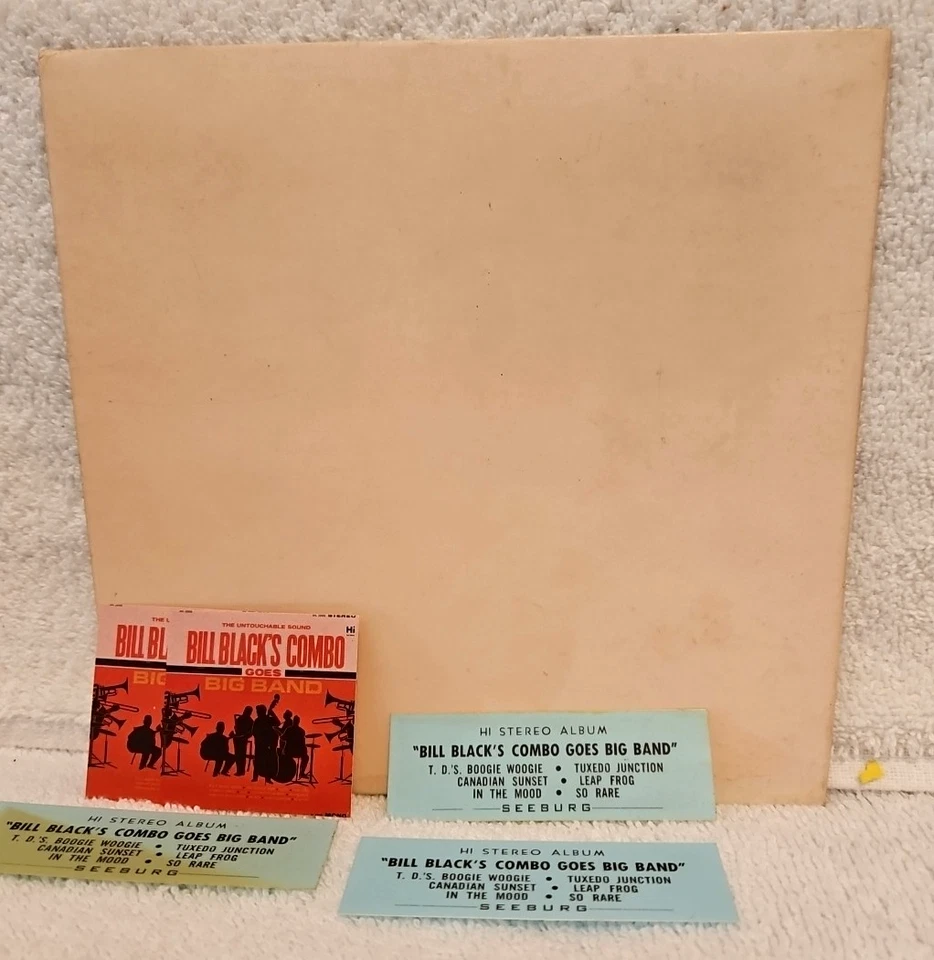 THE
BILL BL
BIG
STEREO
THE UNTOUCHABLE SOUND
Hi
BILL BLACK'S COMBO
GOES
BIG BAND
HI STEREO ALBUM
"BILL BLACK'S COMBO GOES BIG BAND"
T. D.'S BOOGIE WOOGIE • TUXEDO JUNCTION
CANADIAN SUNSET • LEAP FROG
IN THE MOOD • SO RARE
SEEBURG
HI STEREO ALBUM
"BILL BLACK'S COMBO GOES BIG BAND"
T. D.'S BOOGIE WOOGIE • TUXEDO JUNCTION
CANADIAN SUNSET • LEAP FROG
IN THE MOOD • SO RARE
SEEBURG
HI STEREO ALBUM
"BILL BLACK'S COMBO GOES BIG BAND"
T. D.'S BOOGIE WOOGIE • TUXEDO JUNCTION
CANADIAN SUNSET • LEAP FROG
IN THE MOOD • SO RARE
SEEBURG